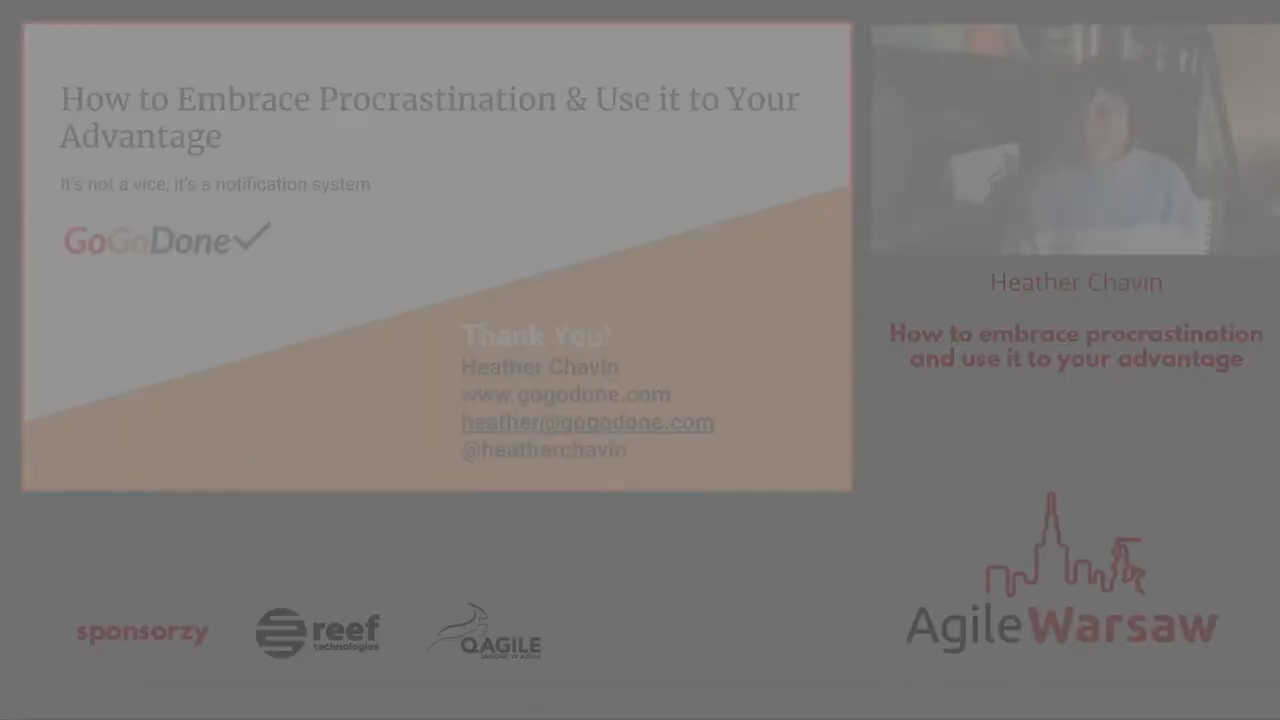 How to Embrace Procrastination & Use it to Your
Advantage
It's not a vice, it's a notification system
GoGoDone
Thank You!
Heather Chavin
www.gogodone.com
heather@gogodone.com
@heatherchavin
Heather Chavin
How to embrace procrastination
and use it to your advantage
sponsorzy
reef
technologies
QAGILE
AgileWarsaw